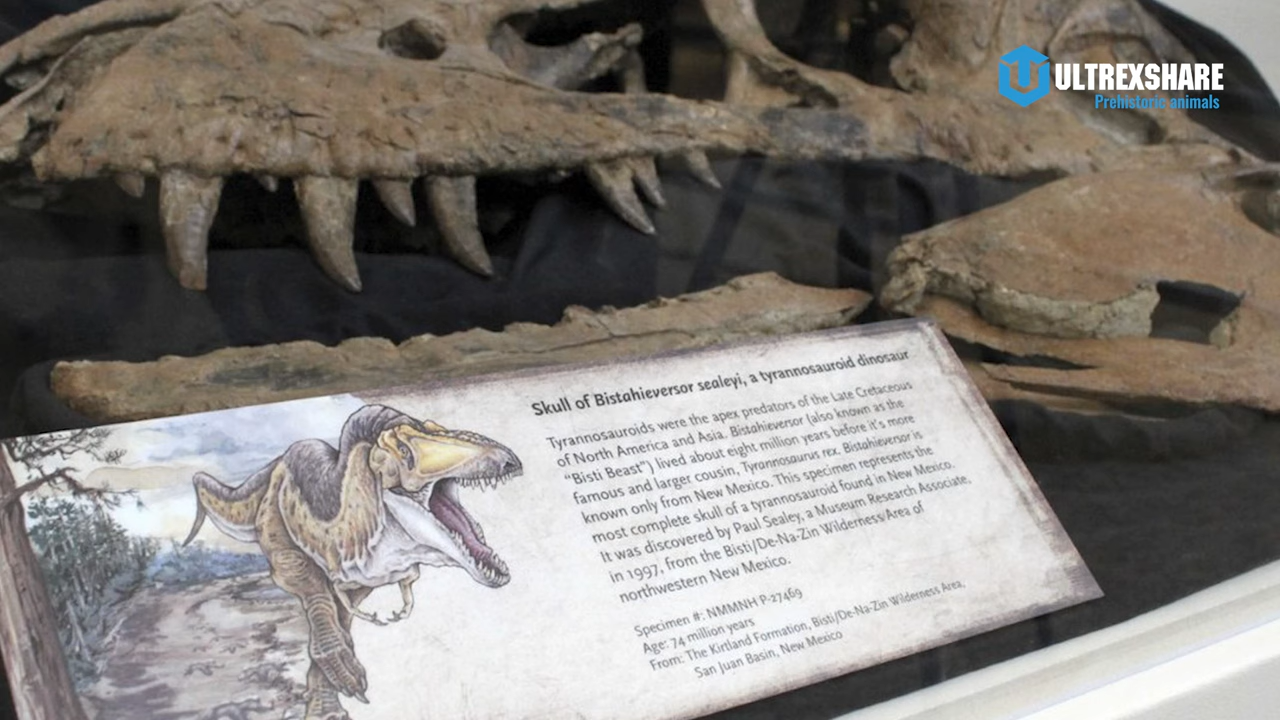 ULTREXSHARE
Prehistoric animals
Skull of Bistahieversor sealeyi, a tyrannosauroid dinosaur
Tyrannosauroids were the apex predators of the Late Cretaceous
of North America and Asia. Bistahieversor (also known as the
“Bisti Beast”) lived about eight million years before it's more
famous and larger cousin, Tyrannosaurus rex. Bistahieversor is
known only from New Mexico. This specimen represents the
most complete skull of a tyrannosauroid found in New Mexico.
It was discovered by Paul Sealey, a Museum Research Associate,
in 1997, from the Bisti/De-Na-Zin Wilderness Area of
northwestern New Mexico.
Specimen #: NMMNH P-27469
Age: 74 million years
From: The Kirtland Formation, Bisti/De-Na-Zin Wilderness Area,
San Juan Basin, New Mexico